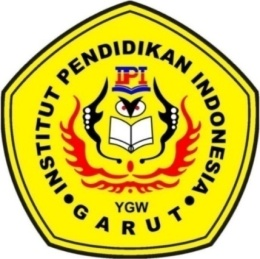 INSTITUT PENDIDIKAN INDONESIA
IPI
YGW
GARUT